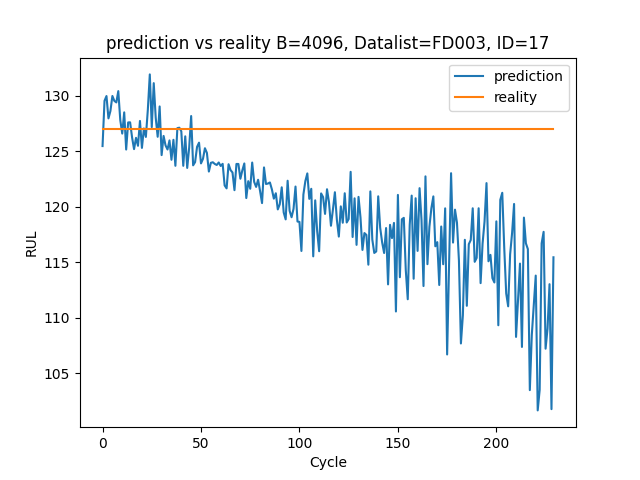 prediction vs reality B=4096, Datalist=FD003, ID=17
prediction
reality
130
125
120
115
110
105
RUL
0
50
100
150
200
Cycle